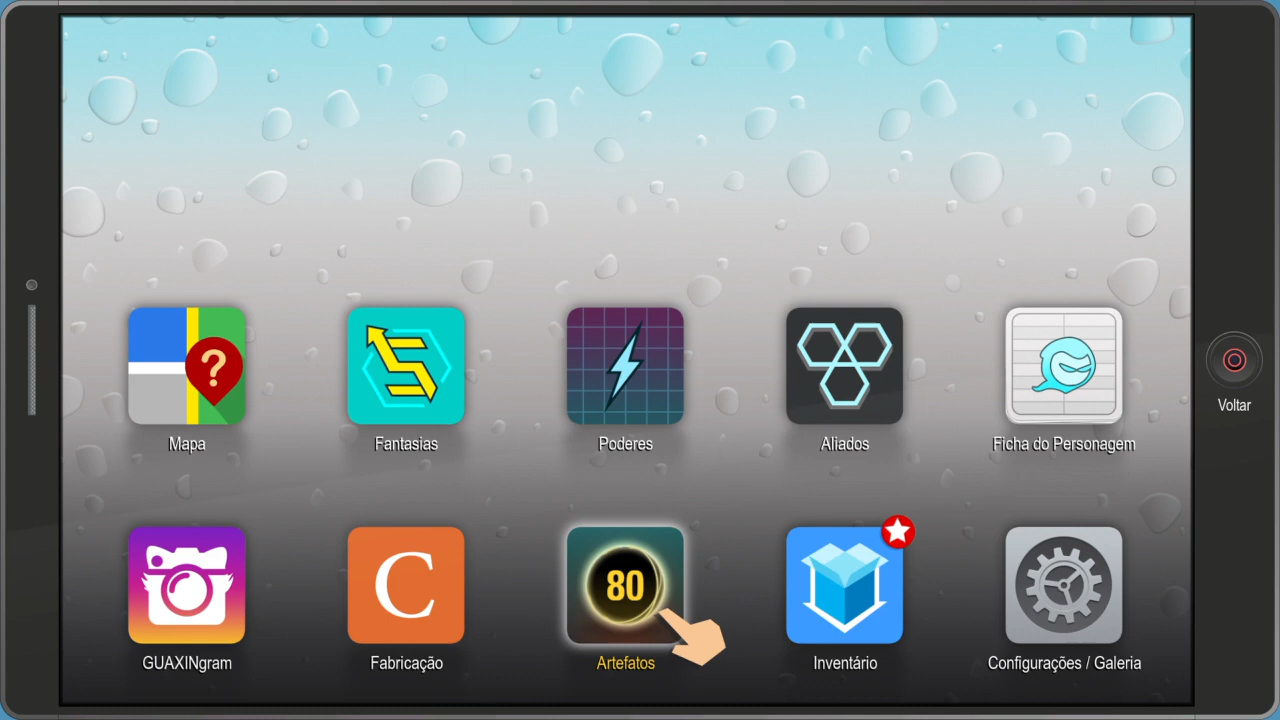 ?
Mapa
Fantasias
Poderes
Aliados
Ficha do Personagem
Voltar
C
80
GUAXINgram
Fabricação
Artefatos
Inventário
Configurações / Galeria